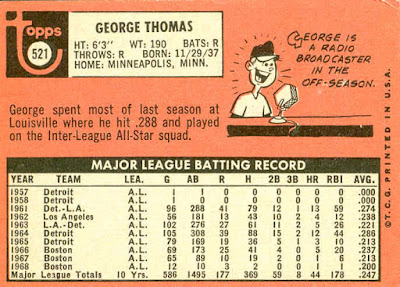 topps
521
GEORGE THOMAS
HT: 6'3" WT: 190 BATS: R
THROWS: R BORN: 11/29/37
HOME: MINNEAPOLIS, MINN.
GEORGE IS
A RADIO
BROADCASTER
IN THE
OFF-SEASON.
George spent most of last season at
Louisville where he hit .288 and played
on the Inter-League All-Star squad.
MAJOR LEAGUE BATTING RECORD
YEAR TEAM LEA. G AB R H 2B 3B HR RBI AVG.
1957 Detroit A.L. 1 1 0 0 0 0 0 0 .000
1958 Detroit A.L. 1 0 0 0 0 0 0 0 .000
1961 Det.-L.A. A.L. 96 288 41 79 12 1 13 59 .274
1962 Los Angeles A.L. 56 181 13 43 10 2 4 12 .238
1963 L.A.-Det. A.L. 102 276 27 61 11 2 5 26 .221
1964 Detroit A.L. 105 308 39 88 15 2 12 44 .286
1965 Detroit A.L. 79 169 19 36 5 1 3 10 .213
1966 Boston A.L. 69 173 25 41 4 0 5 20 .237
1967 Boston A.L. 65 89 10 19 2 0 1 6 .213
1968 Boston A.L. 12 10 3 2 0 0 1 1 .200
Major League Totals 10 Yrs. 586 1495 177 369 59 8 44 178 .247
© T.C.G. PRINTED IN U.S.A.